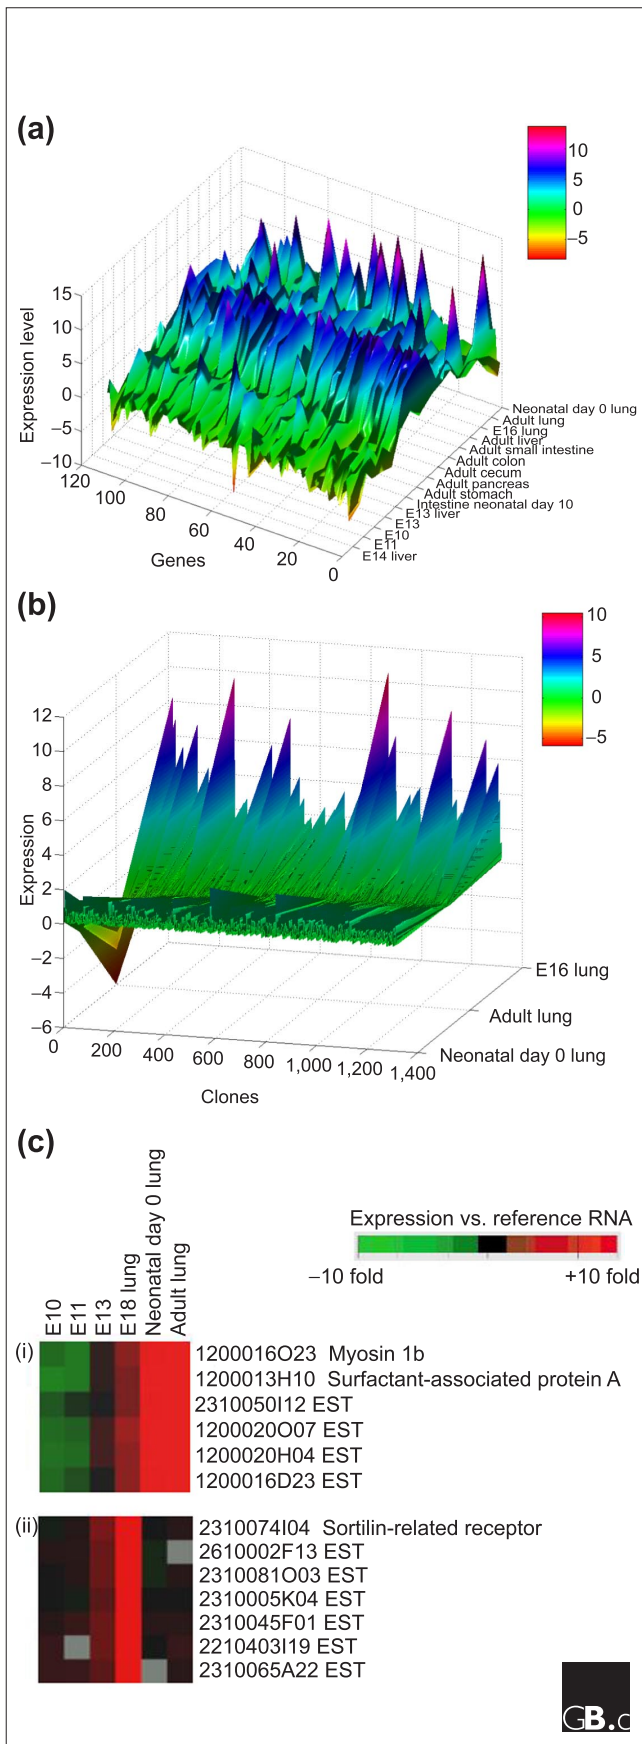 (a)
10
5
0
−5
15
10
5
0
−5
−10
Expression level
120
100
80
60
40
20
0
Genes
Neonatal day 0 lung
Adult lung
E16 lung
Adult liver
Adult small intestine
Adult colon
Adult cecum
Adult pancreas
Adult stomach
Intestine neonatal day 10
E13 liver
E13
E10
E11
E14 liver
(b)
10
5
0
−5
12
10
8
6
4
2
0
−2
−4
−6
Expression
0
200
400
600
800
1,000
1,200
1,400
Clones
E16 lung
Adult lung
Neonatal day 0 lung
(c)
Expression vs. reference RNA
−10 fold
+10 fold
E10
E11
E13
E18 lung
Neonatal day 0 lung
Adult lung
(i)
1200016O23 Myosin 1b
1200013H10 Surfactant-associated protein A
2310050I12 EST
1200020O07 EST
1200020H04 EST
1200016D23 EST
(ii)
2310074I04 Sortilin-related receptor
2610002F13 EST
2310081O03 EST
2310005K04 EST
2310045F01 EST
2210403I19 EST
2310065A22 EST
GB.c